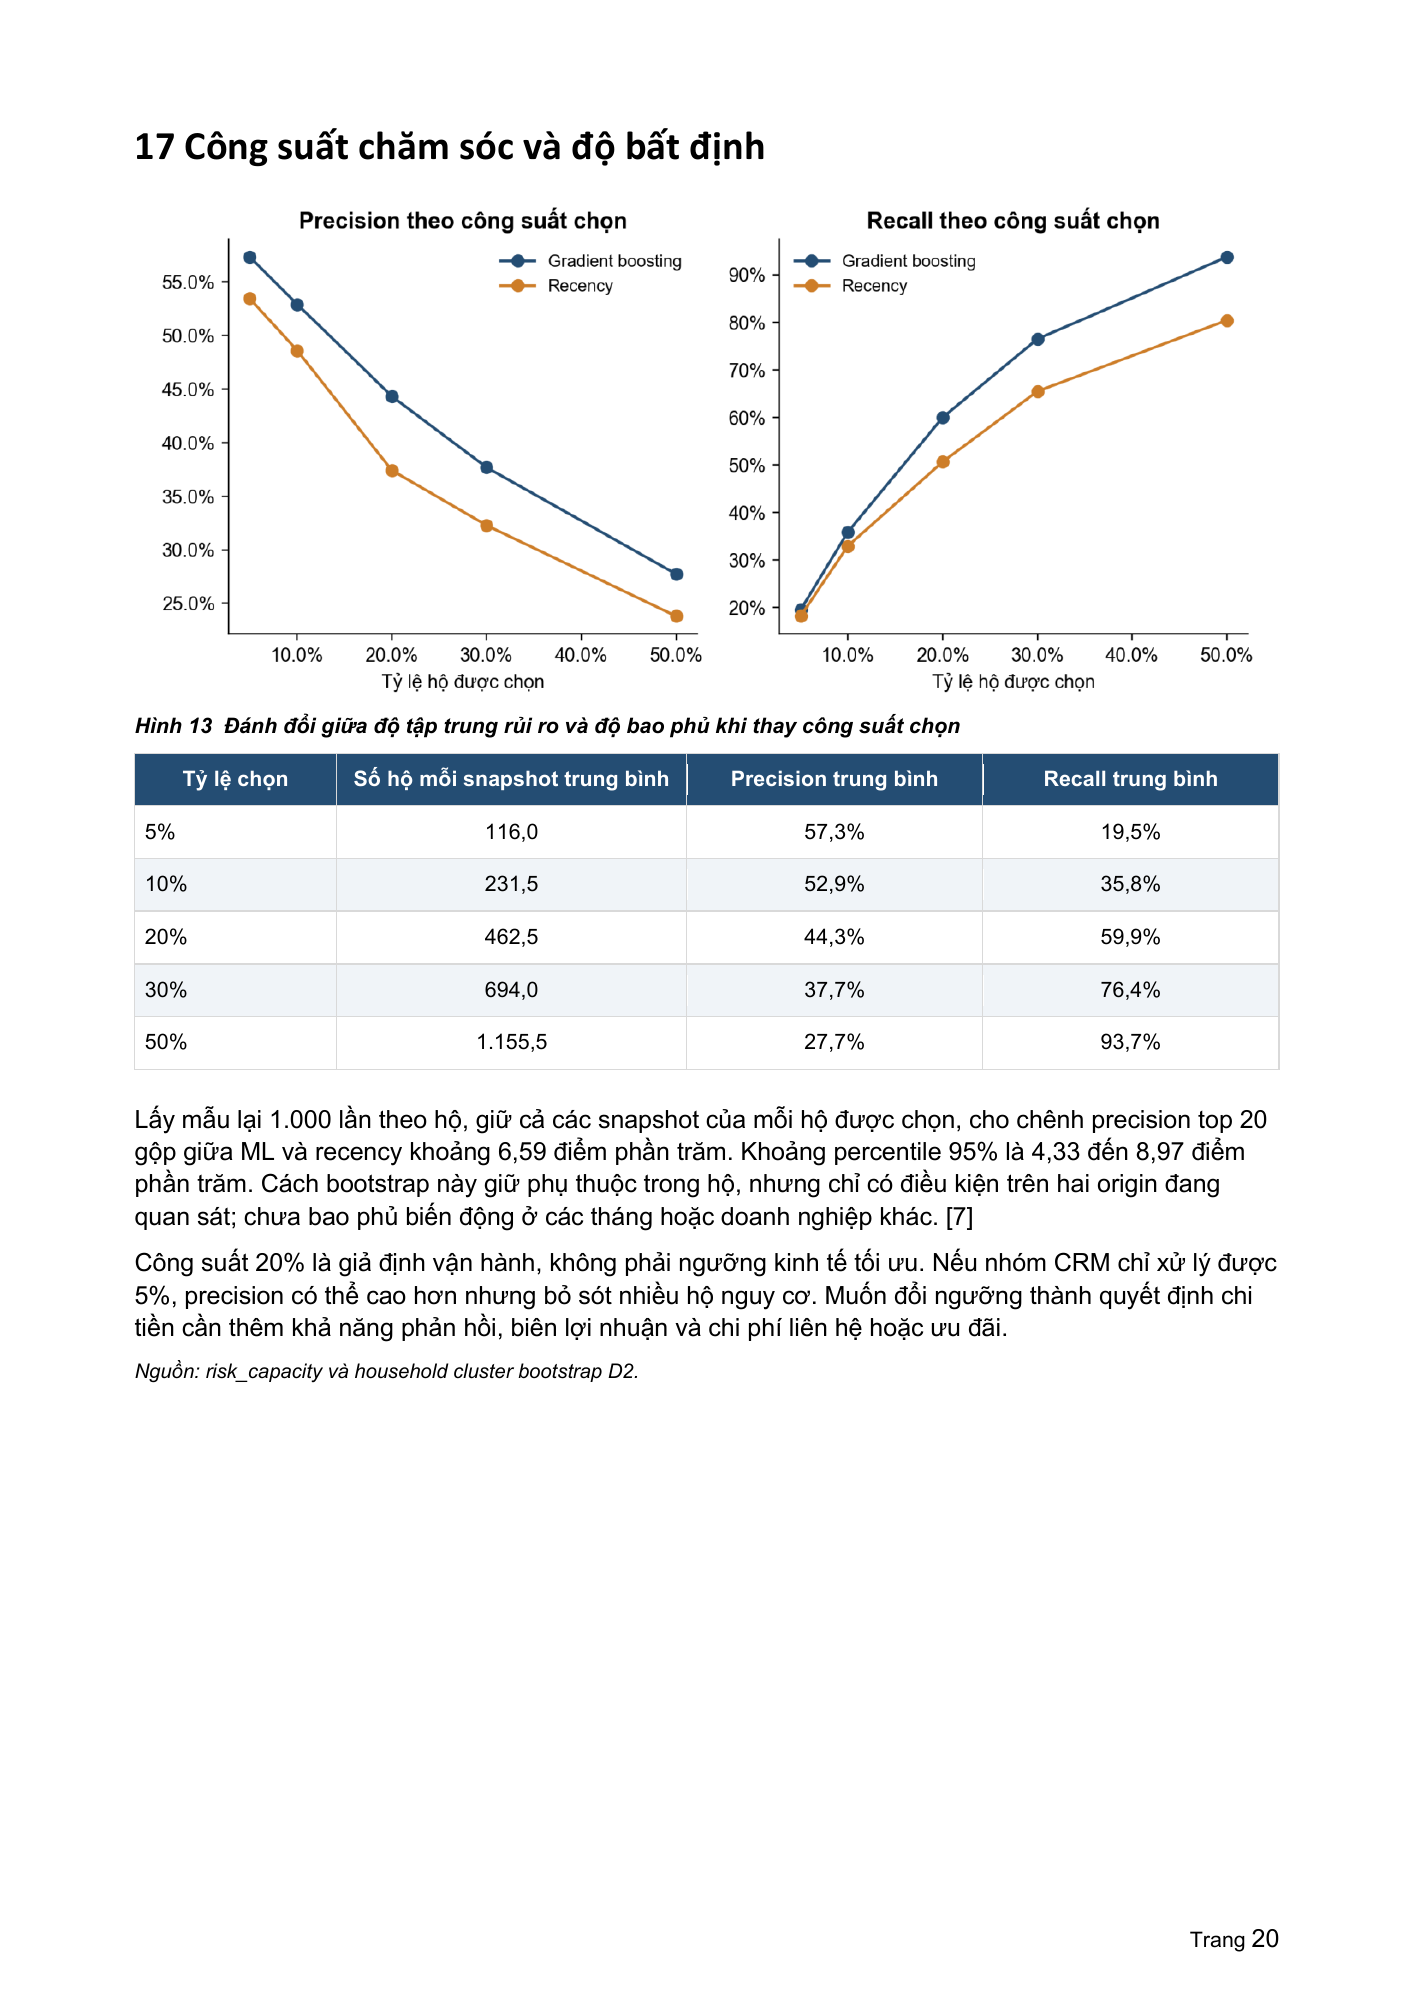 17 Công suất chăm sóc và độ bất định
Precision theo công suất chọn
Gradient boosting
Recency
55.0%
50.0%
45.0%
40.0%
35.0%
30.0%
25.0%
10.0% 20.0% 30.0% 40.0% 50.0%
Tỷ lệ hộ được chọn
Recall theo công suất chọn
Gradient boosting
Recency
90%
80%
70%
60%
50%
40%
30%
20%
10.0% 20.0% 30.0% 40.0% 50.0%
Tỷ lệ hộ được chọn
Hình 13 Đánh đổi giữa độ tập trung rủi ro và độ bao phủ khi thay công suất chọn
Tỷ lệ chọn Số hộ mỗi snapshot trung bình Precision trung bình Recall trung bình
5% 116,0 57,3% 19,5%
10% 231,5 52,9% 35,8%
20% 462,5 44,3% 59,9%
30% 694,0 37,7% 76,4%
50% 1.155,5 27,7% 93,7%
Lấy mẫu lại 1.000 lần theo hộ, giữ cả các snapshot của mỗi hộ được chọn, cho chênh precision top 20
gộp giữa ML và recency khoảng 6,59 điểm phần trăm. Khoảng percentile 95% là 4,33 đến 8,97 điểm
phần trăm. Cách bootstrap này giữ phụ thuộc trong hộ, nhưng chỉ có điều kiện trên hai origin đang
quan sát; chưa bao phủ biến động ở các tháng hoặc doanh nghiệp khác. [7]
Công suất 20% là giả định vận hành, không phải ngưỡng kinh tế tối ưu. Nếu nhóm CRM chỉ xử lý được
5%, precision có thể cao hơn nhưng bỏ sót nhiều hộ nguy cơ. Muốn đổi ngưỡng thành quyết định chi
tiền cần thêm khả năng phản hồi, biên lợi nhuận và chi phí liên hệ hoặc ưu đãi.
Nguồn: risk_capacity và household cluster bootstrap D2.
Trang 20